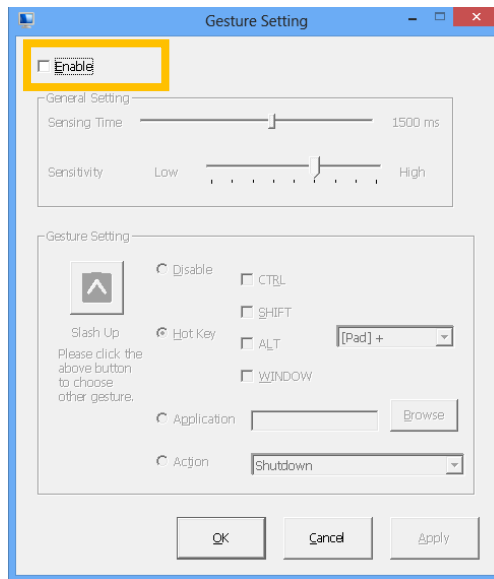 Gesture Setting
Enable
General Setting
Sensing Time 1500 ms
Sensitivity Low High
Gesture Setting
Disable
CTRL
SHIFT
Slash Up
Hot Key
ALT
[Pad] +
Please click the
above button
to choose
other gesture.
WINDOW
Application
Browse
Action
Shutdown
OK Cancel Apply